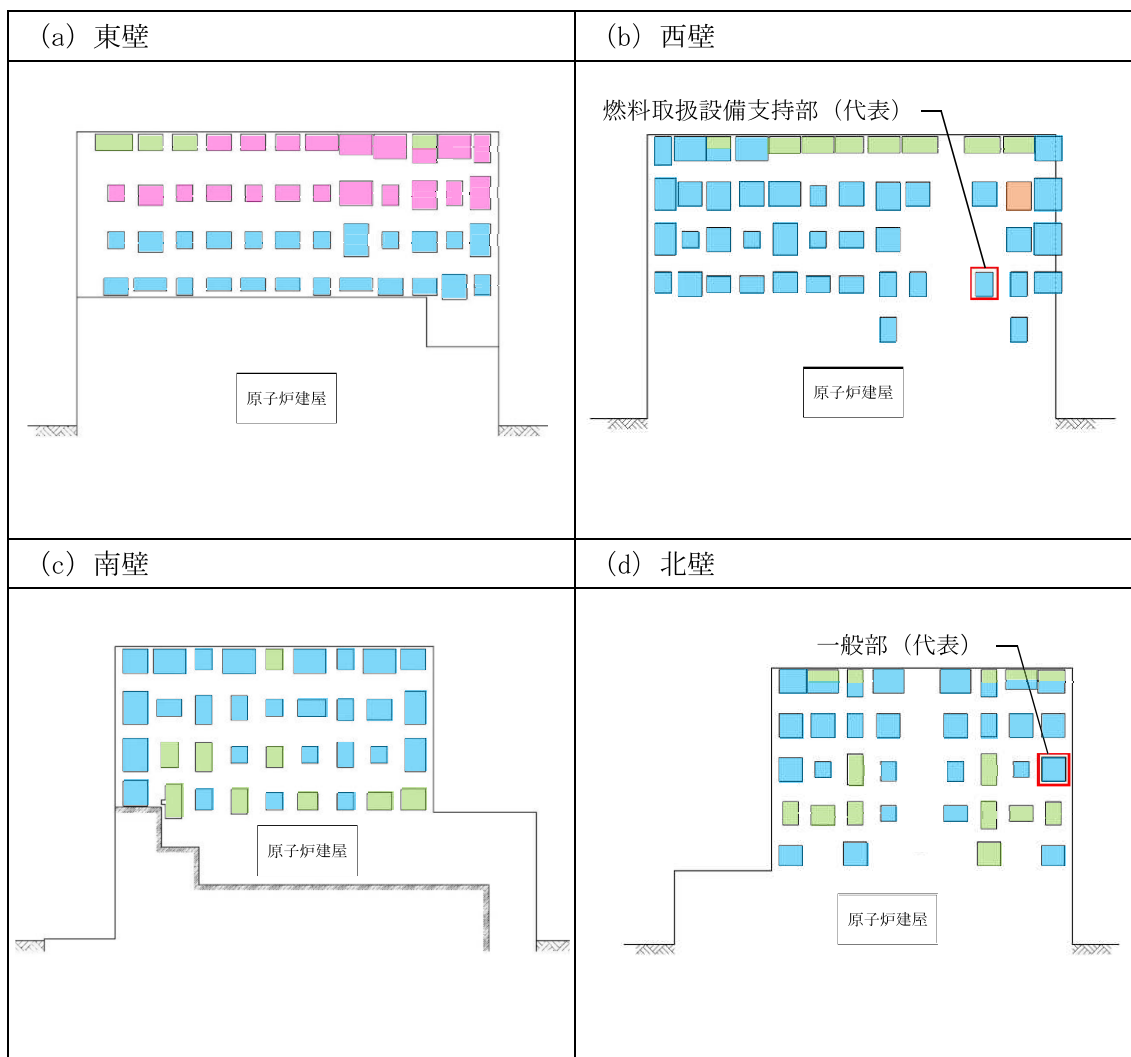 (a) 東壁
(b) 西壁
燃料取扱設備支持部 (代表)
原子炉建屋
原子炉建屋
(c) 南壁
(d) 北壁
一般部 (代表)
原子炉建屋
原子炉建屋